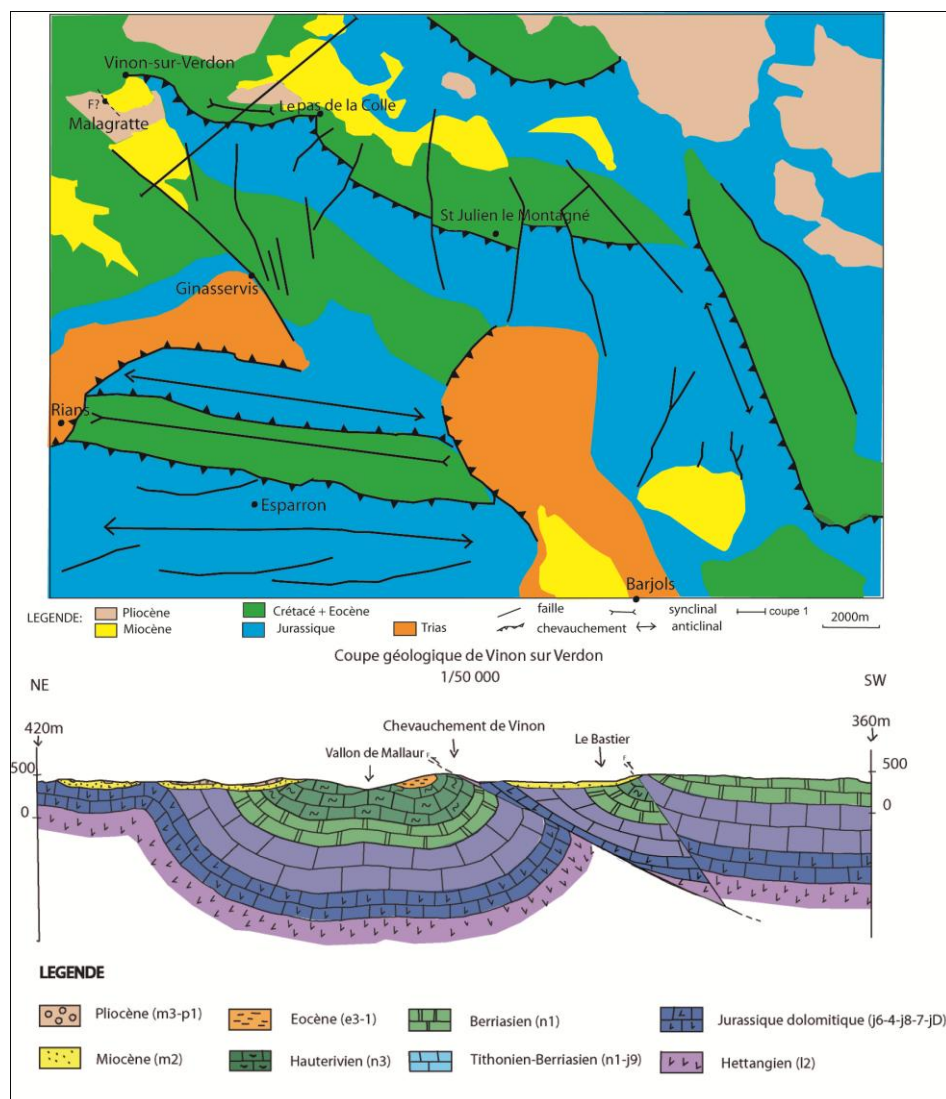 Vinon-sur-Verdon
F?
Malagratte
Le pas de la Colle
St Julien le Montagné
Ginasservis
Rians
Esparron
Barjols
LEGENDE:
Pliocène
Crétacé + Eocène
faille
synclinal
coupe 1
Miocène
Jurassique
Trias
chevauchement
anticlinal
2000m
Coupe géologique de Vinon sur Verdon
1/50 000
NE
SW
420m
Chevauchement de Vinon
360m
Vallon de Mallaur
Le Bastier
500
500
0
0
LEGENDE
Pliocène (m3-p1)
Eocène (e3-1)
Berriasien (n1)
Jurassique dolomitique (j6-4-j8-7-jD)
Miocène (m2)
Hauterivien (n3)
Tithonien-Berriasien (n1-j9)
Hettangien (l2)